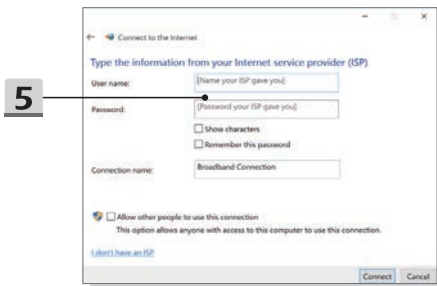 Connect to the Internet
Type the information from your Internet service provider (ISP)
User name:
[Name your ISP gave you]
5
Password:
[Password your ISP gave you]
Show characters
Remember this password
Connection name:
Broadband Connection
Allow other people to use this connection
This option allows anyone with access to this computer to use this connection.
I don't have an ISP
Connect
Cancel